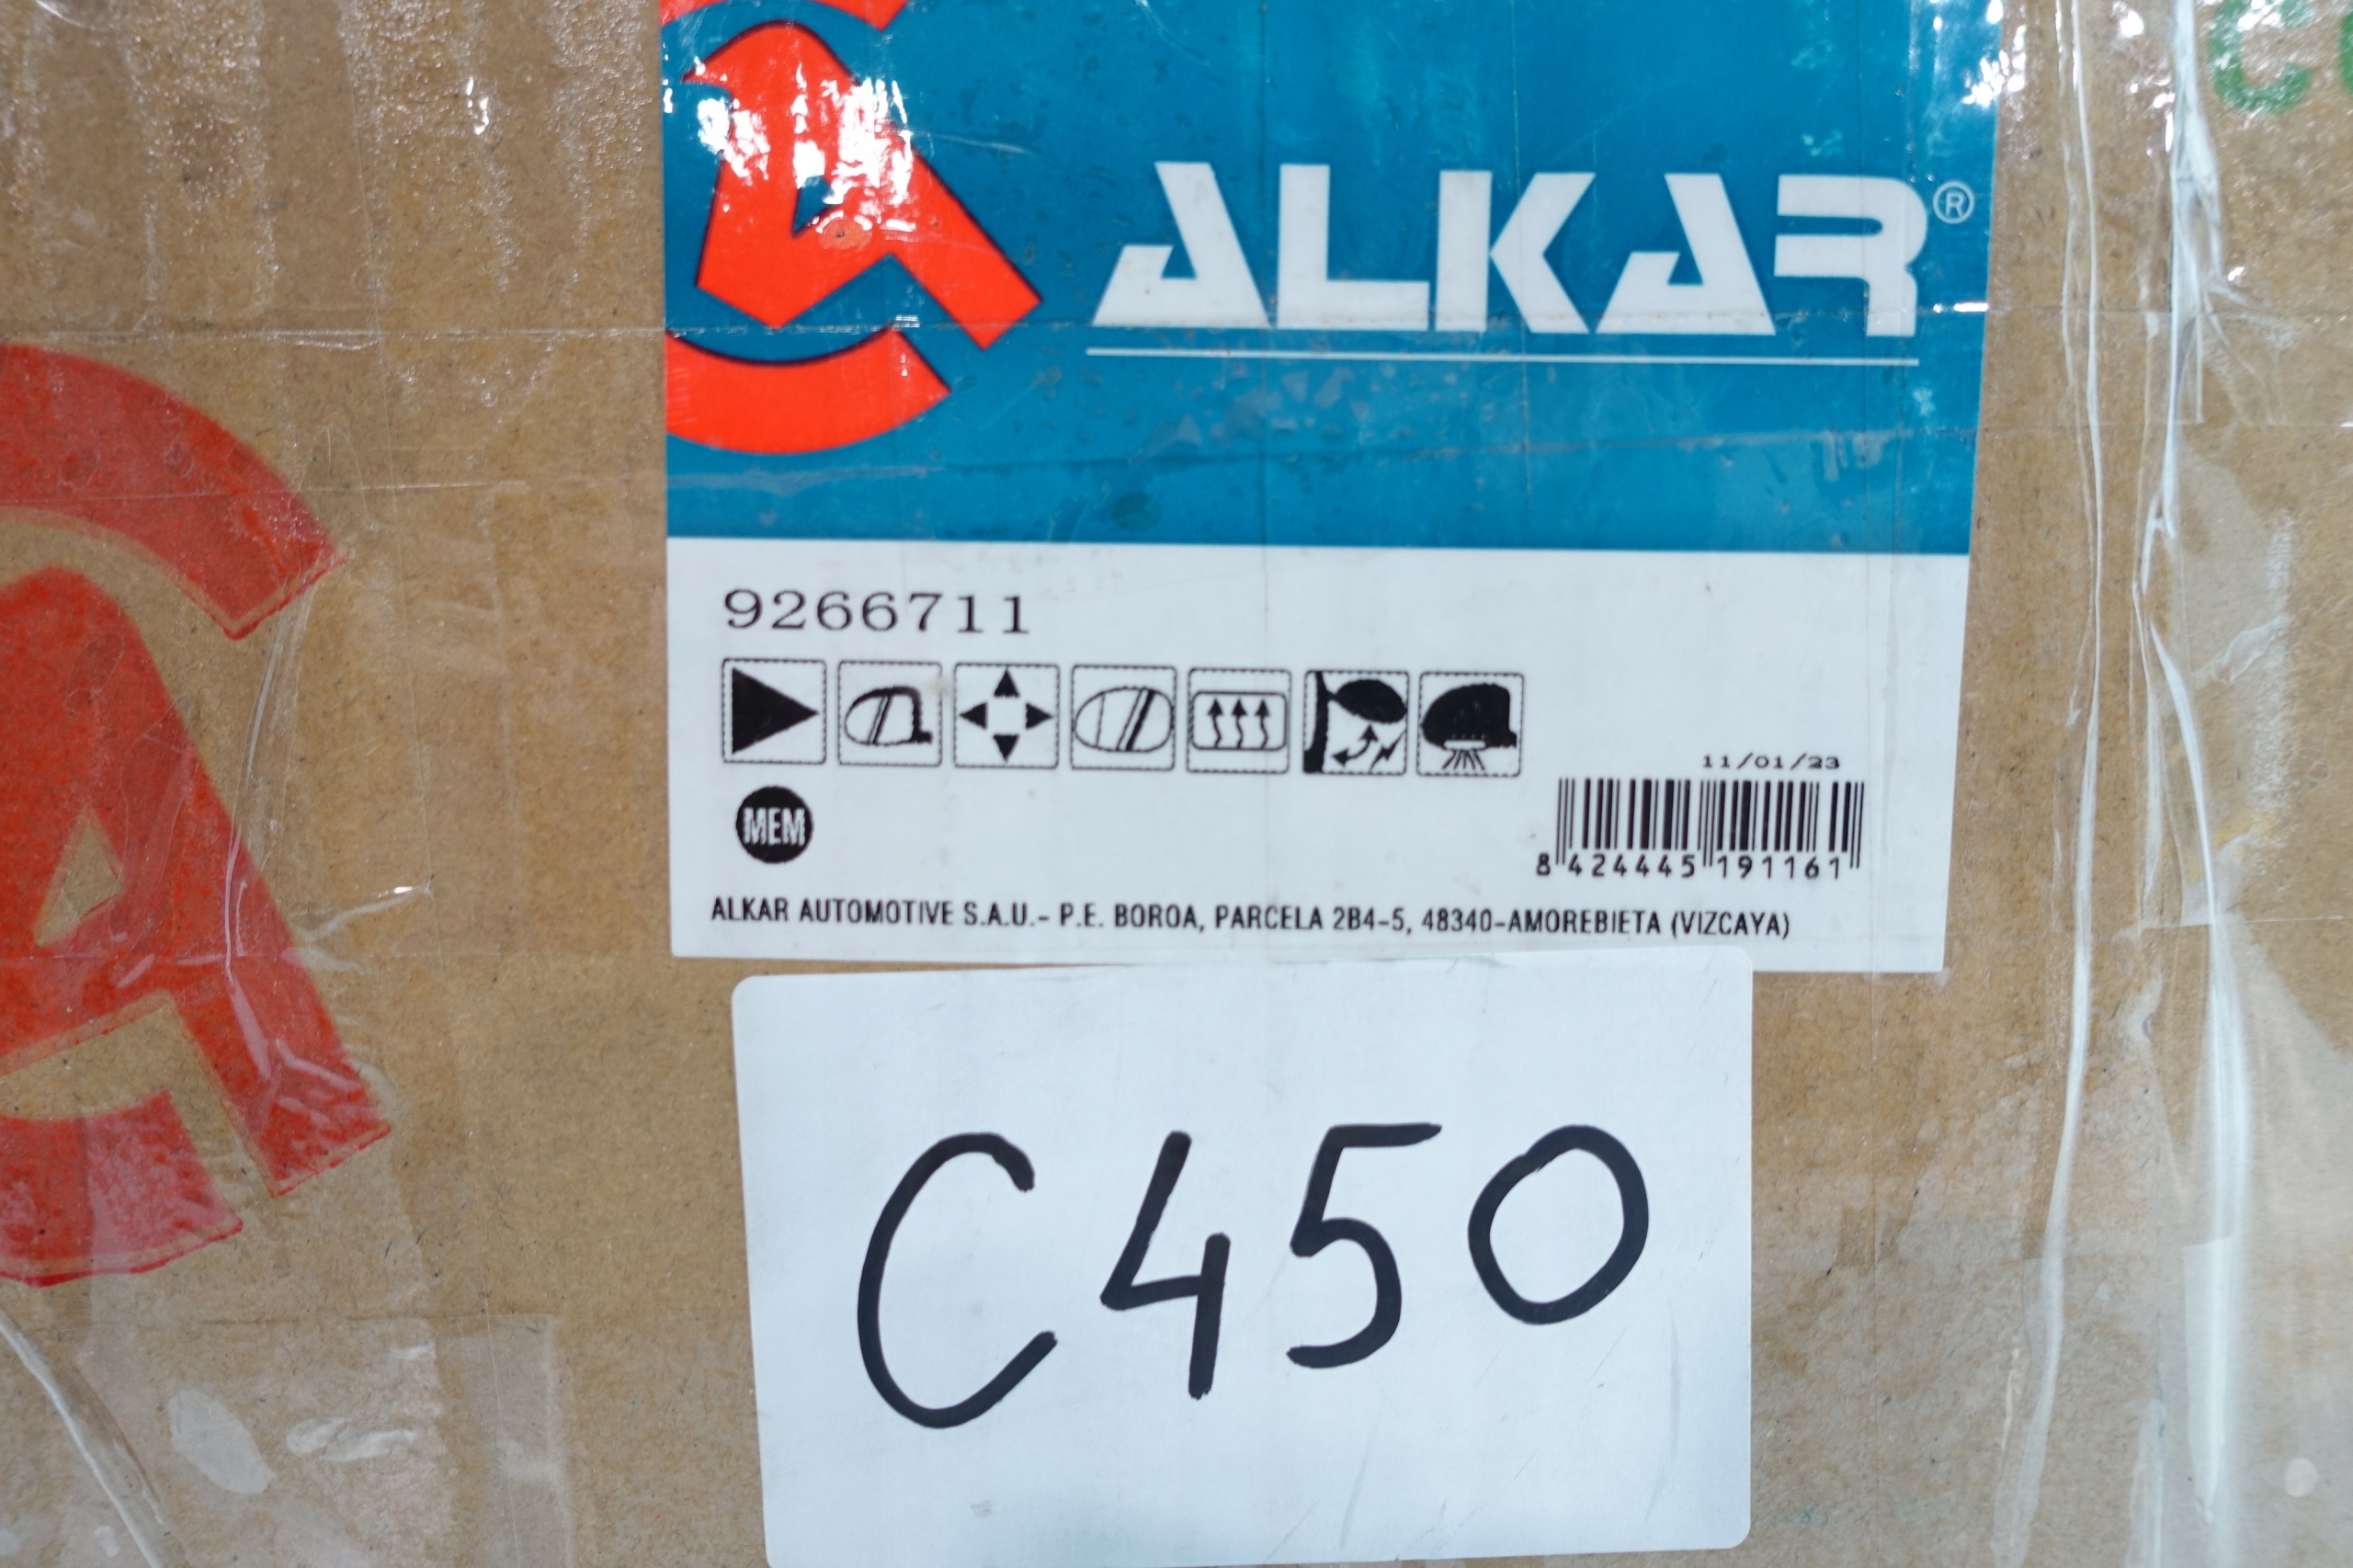 ALKAR®
9266711
11/01/23
MEM
8 424445 191161
ALKAR AUTOMOTIVE S.A.U.- P.E. BOROA, PARCELA 2B4-5, 48340-AMOREBIETA (VIZCAYA)
C450